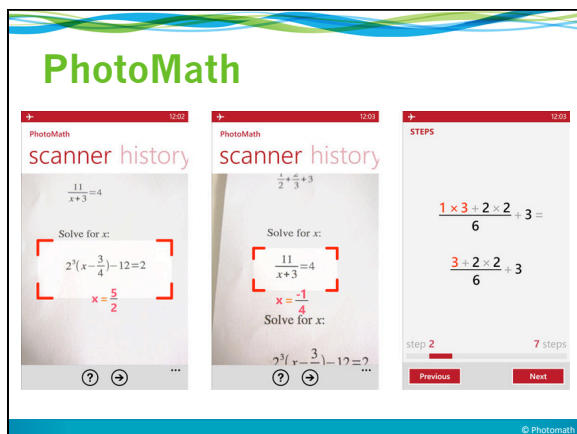 PhotoMath
12:02
PhotoMath
scanner history
11/(x+3) = 4
Solve for x:
2³(x − 3/4) − 12 = 2
x = 5/2
?
...
12:03
PhotoMath
scanner history
1/2 + 2/3 + 3
Solve for x:
11/(x+3) = 4
x = -1/4
Solve for x:
2³(x − 3/4) − 12 = 2
?
...
12:03
STEPS
(1 × 3 + 2 × 2)/6 + 3 =
(3 + 2 × 2)/6 + 3
step 2
7 steps
Previous
Next
© Photomath